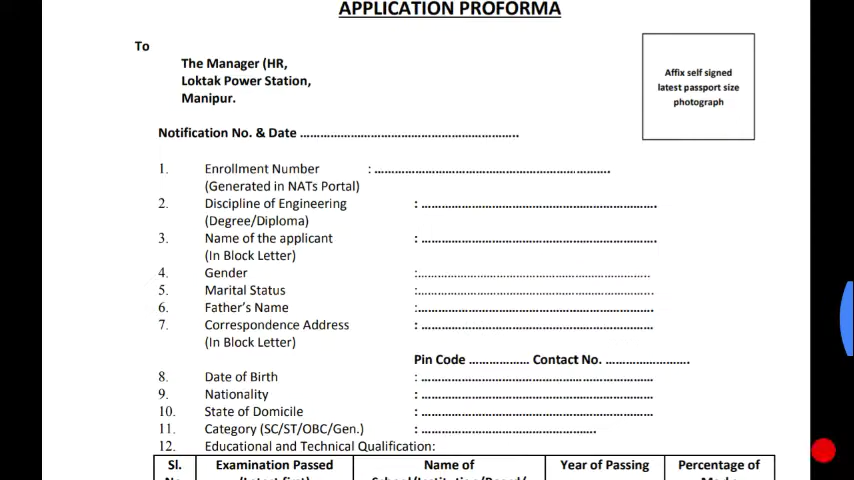 APPLICATION PROFORMA
To
The Manager (HR,
Loktak Power Station,
Manipur.
Affix self signed
latest passport size
photograph
Notification No. & Date ……………………………………………………..
1. Enrollment Number : ……………………………………………………..
(Generated in NATs Portal)
2. Discipline of Engineering : ……………………………………………………..
(Degree/Diploma)
3. Name of the applicant : ……………………………………………………..
(In Block Letter)
4. Gender :……………………………………………………..
5. Marital Status :……………………………………………………..
6. Father’s Name :……………………………………………………..
7. Correspondence Address : ……………………………………………………..
(In Block Letter)
Pin Code ……………… Contact No. ………………….
8. Date of Birth : ……………………………………………………..
9. Nationality : ……………………………………………………..
10. State of Domicile : ……………………………………………………..
11. Category (SC/ST/OBC/Gen.) : …………………………………………..
12. Educational and Technical Qualification:
Sl. Examination Passed Name of Year of Passing Percentage of